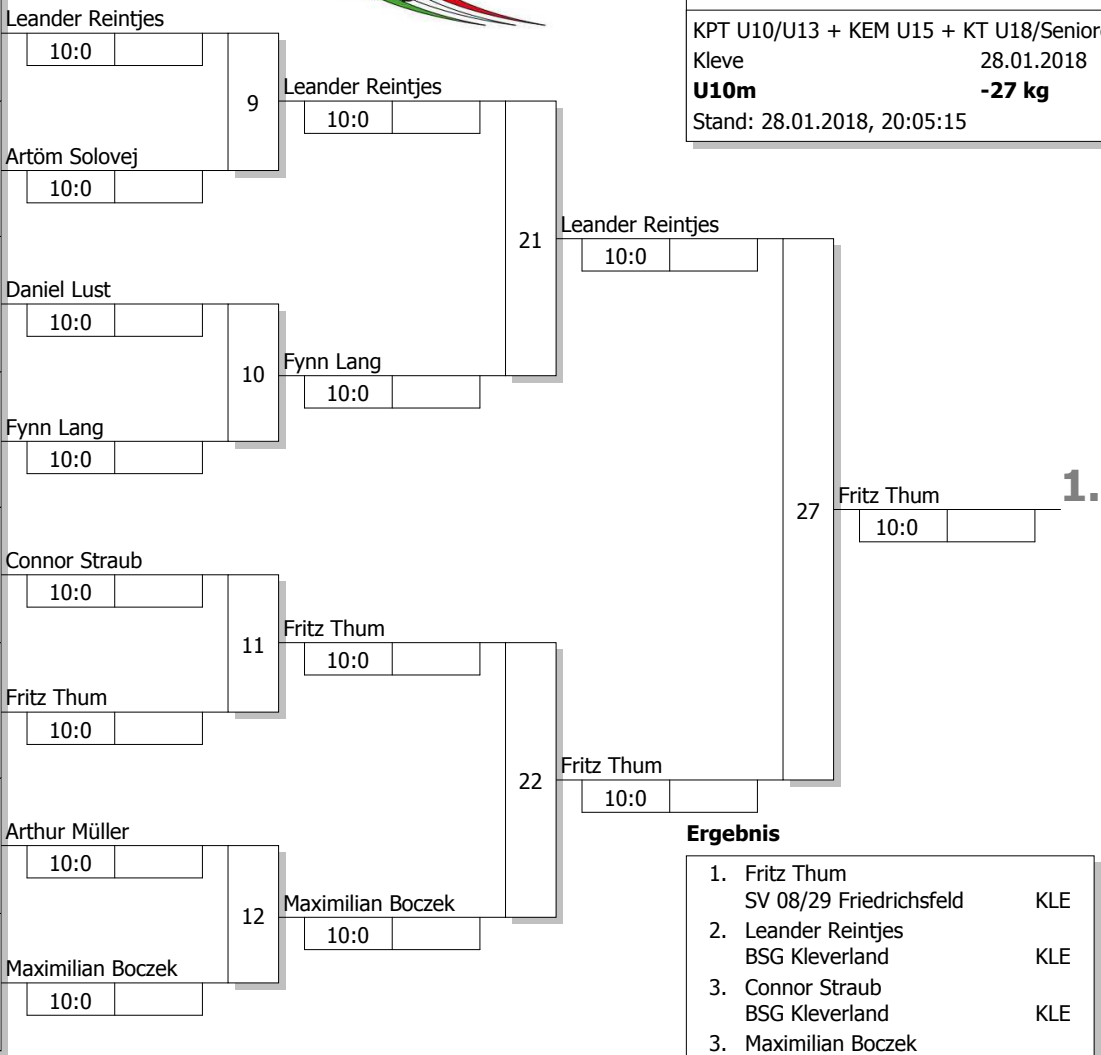 KPT U10/U13 + KEM U15 + KT U18/Seniore
Kleve 28.01.2018
U10m -27 kg
Stand: 28.01.2018, 20:05:15
Leander Reintjes
10:0
9
Leander Reintjes
10:0
Artöm Solovej
10:0
21
Leander Reintjes
10:0
Daniel Lust
10:0
10
Fynn Lang
10:0
Fynn Lang
10:0
27
Fritz Thum
10:0
1.
Connor Straub
10:0
11
Fritz Thum
10:0
Fritz Thum
10:0
22
Fritz Thum
10:0
Arthur Müller
10:0
12
Maximilian Boczek
10:0
Maximilian Boczek
10:0
Ergebnis
1. Fritz Thum
SV 08/29 Friedrichsfeld KLE
2. Leander Reintjes
BSG Kleverland KLE
3. Connor Straub
BSG Kleverland KLE
3. Maximilian Boczek